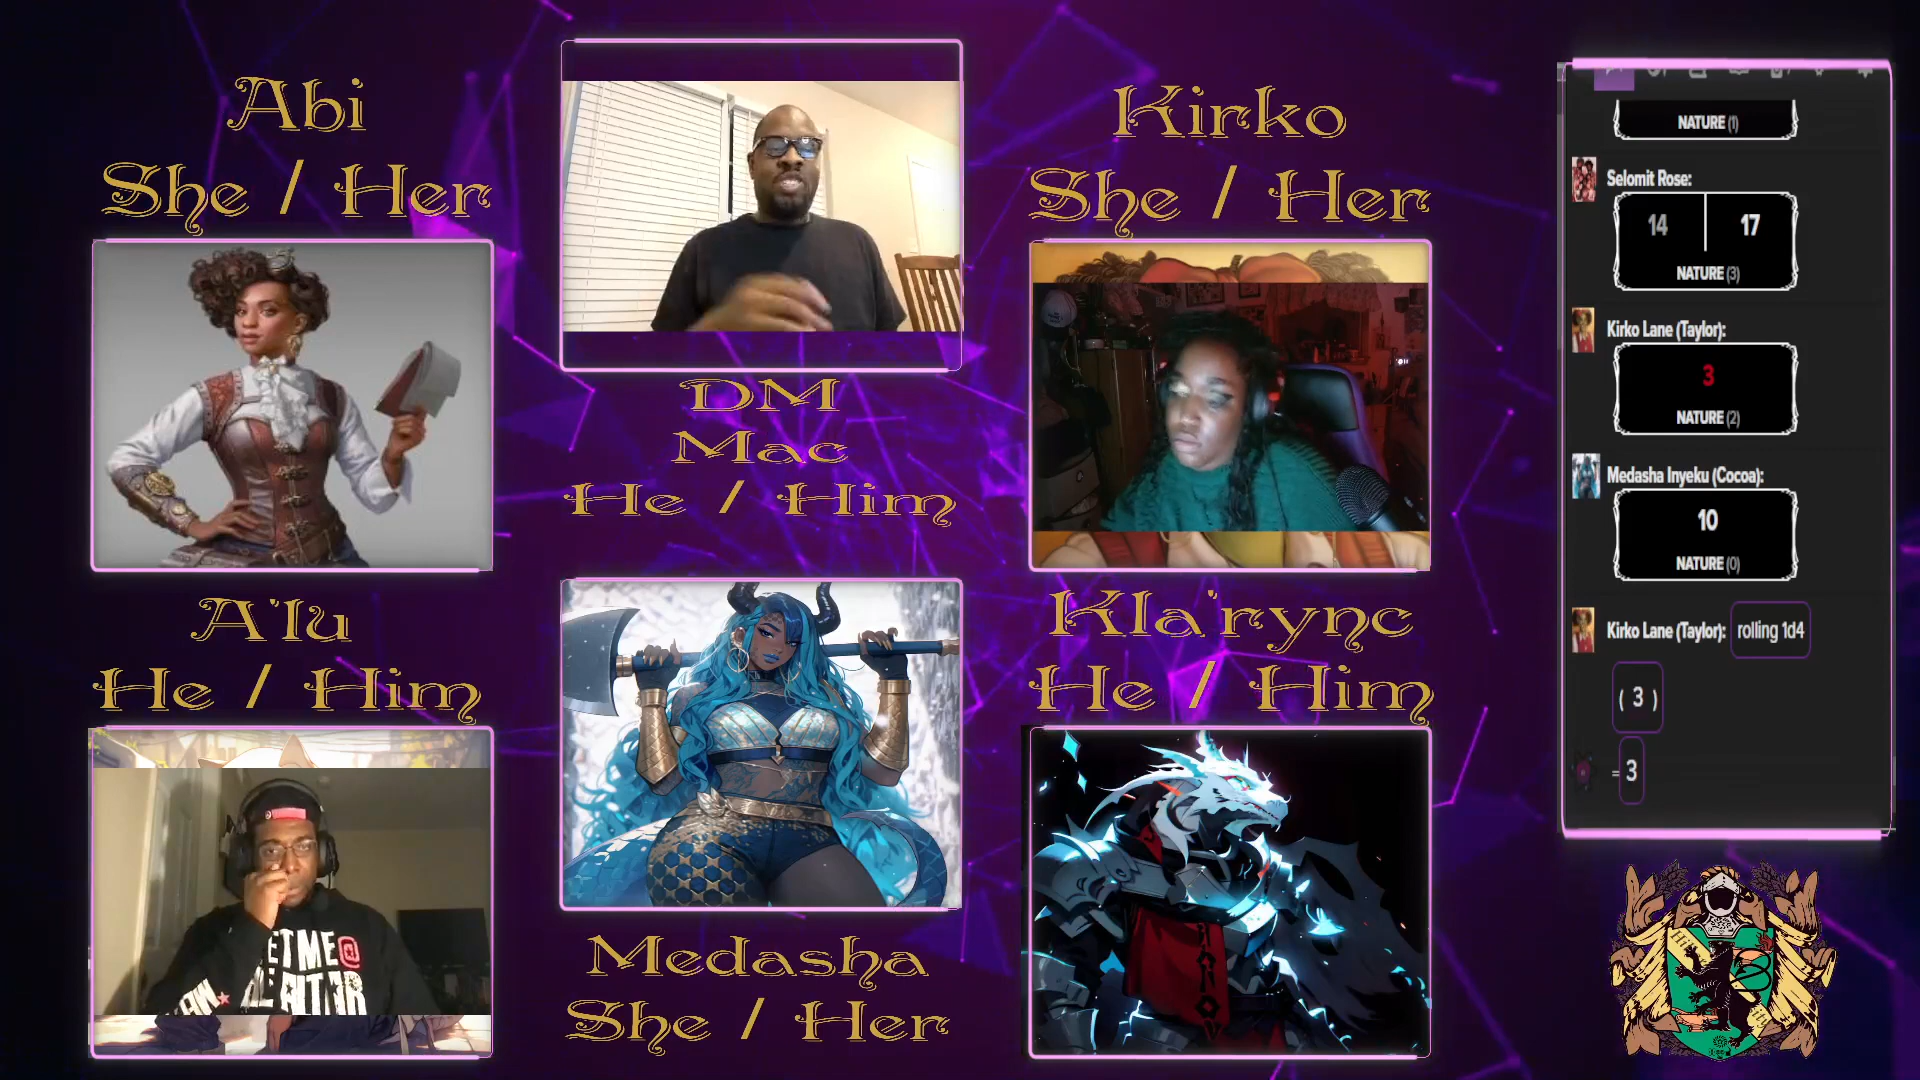 Abi
She / Her
DM
Mac
He / Him
Kirko
She / Her
A'lu
He / Him
ETME@
Medasha
She / Her
Kla'rync
He / Him
NATURE (1)
Selomit Rose:
14 17
NATURE (3)
Kirko Lane (Taylor):
3
NATURE (2)
Medasha Inyeku (Cocoa):
10
NATURE (0)
Kirko Lane (Taylor): rolling 1d4
( 3 )
= 3